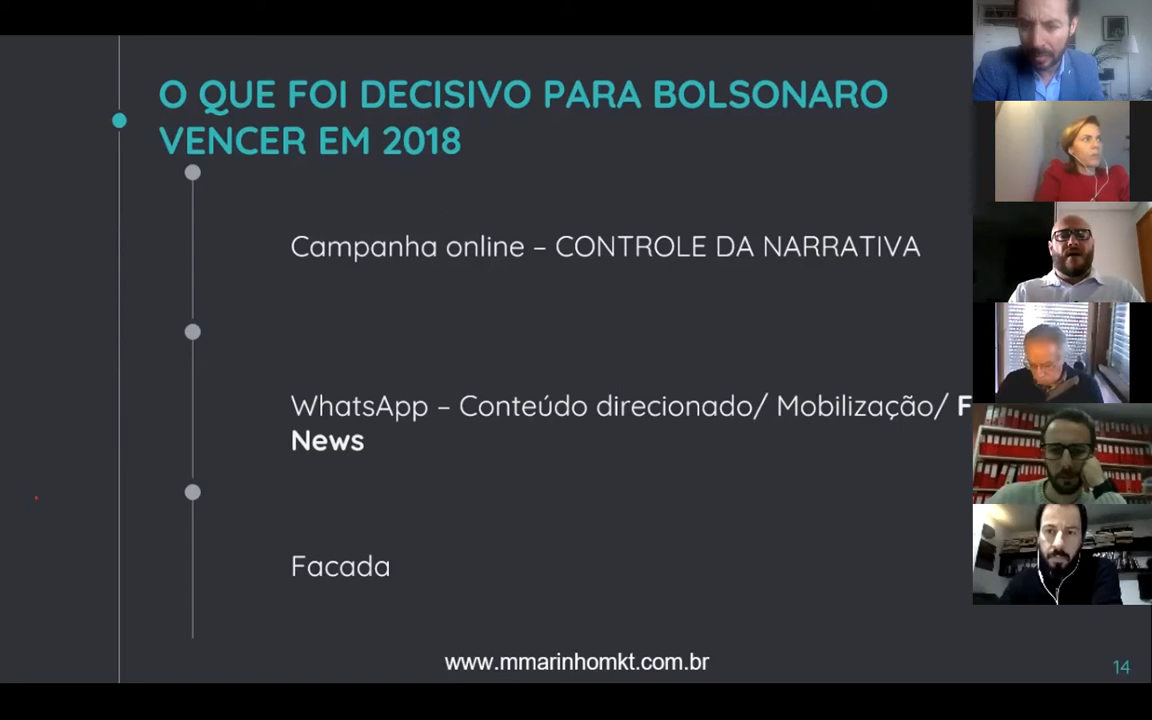 O QUE FOI DECISIVO PARA BOLSONARO
VENCER EM 2018
Campanha online – CONTROLE DA NARRATIVA
WhatsApp – Conteúdo direcionado/ Mobilização/ F
News
Facada
www.mmarinhomkt.com.br
14